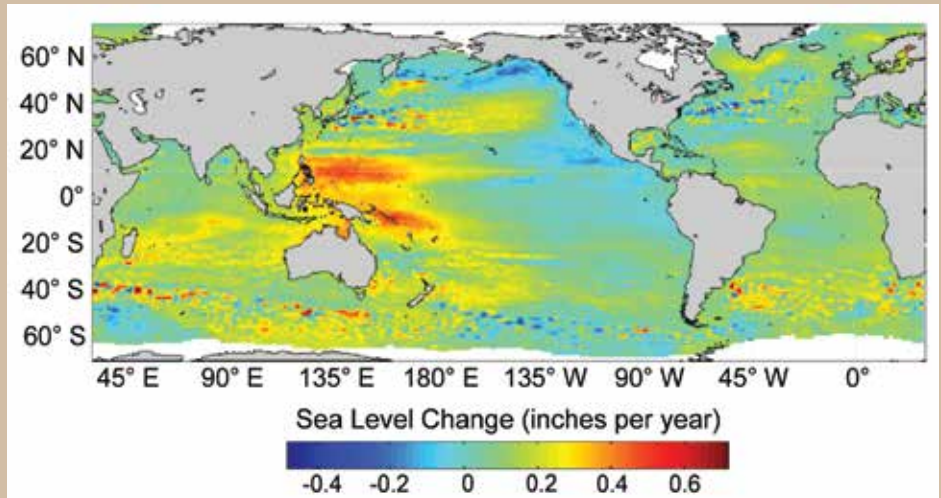 60° N
40° N
20° N
0°
20° S
40° S
60° S
45° E 90° E 135° E 180° E 135° W 90° W 45° W 0°
Sea Level Change (inches per year)
-0.4 -0.2 0 0.2 0.4 0.6